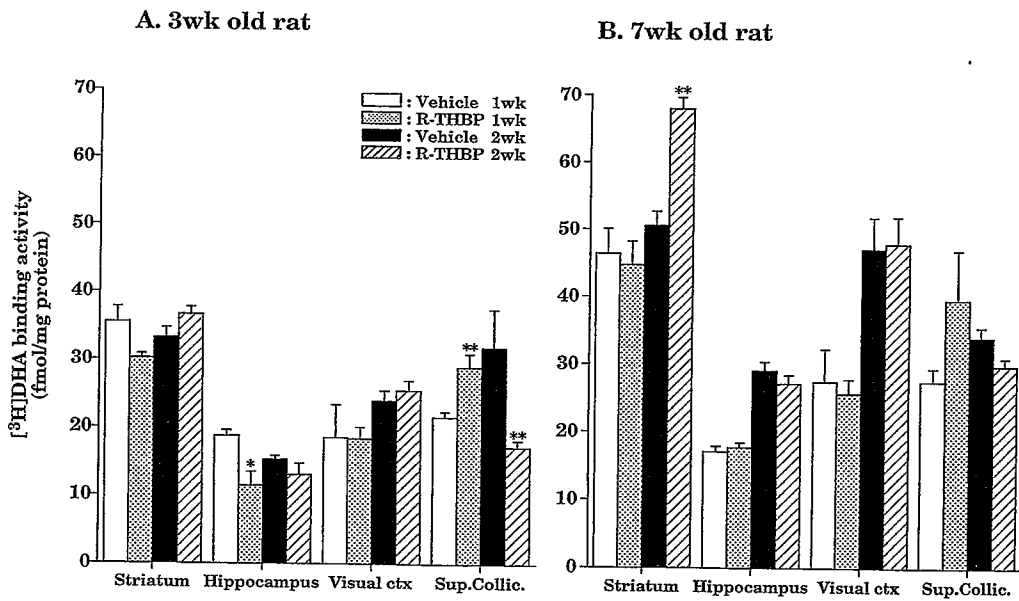 A. 3wk old rat
B. 7wk old rat
: Vehicle 1wk
: R-THBP 1wk
: Vehicle 2wk
: R-THBP 2wk
[³H]DHA binding activity
(fmol/mg protein)
70
60
50
40
30
20
10
0
*
**
**
Striatum Hippocampus Visual ctx Sup.Collic.
70
60
50
40
30
20
10
0
**
Striatum Hippocampus Visual ctx Sup.Collic.